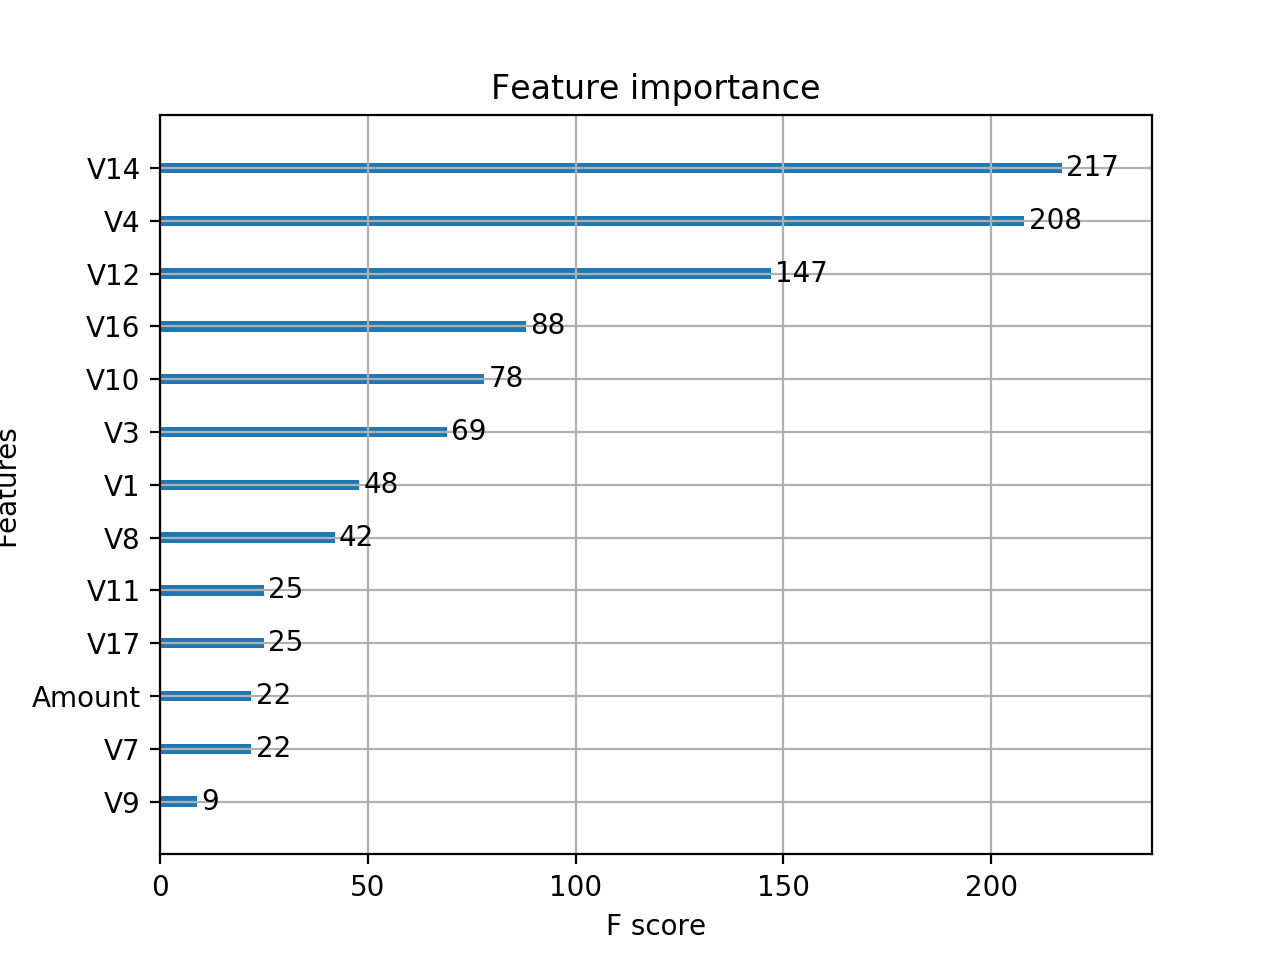 Feature importance
V14 217
V4 208
V12 147
V16 88
V10 78
V3 69
V1 48
V8 42
V11 25
V17 25
Amount 22
V7 22
V9 9
0 50 100 150 200
F score
Features